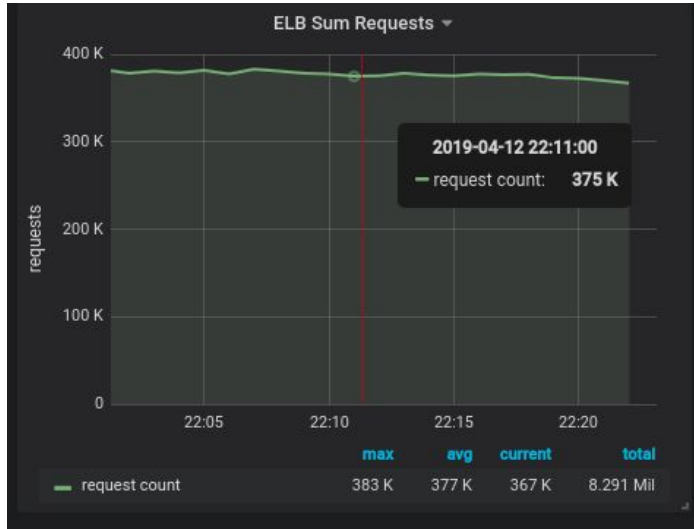 ELB Sum Requests
400 K
300 K
200 K
100 K
0
requests
2019-04-12 22:11:00
request count: 375 K
22:05 22:10 22:15 22:20
max avg current total
request count 383 K 377 K 367 K 8.291 Mil